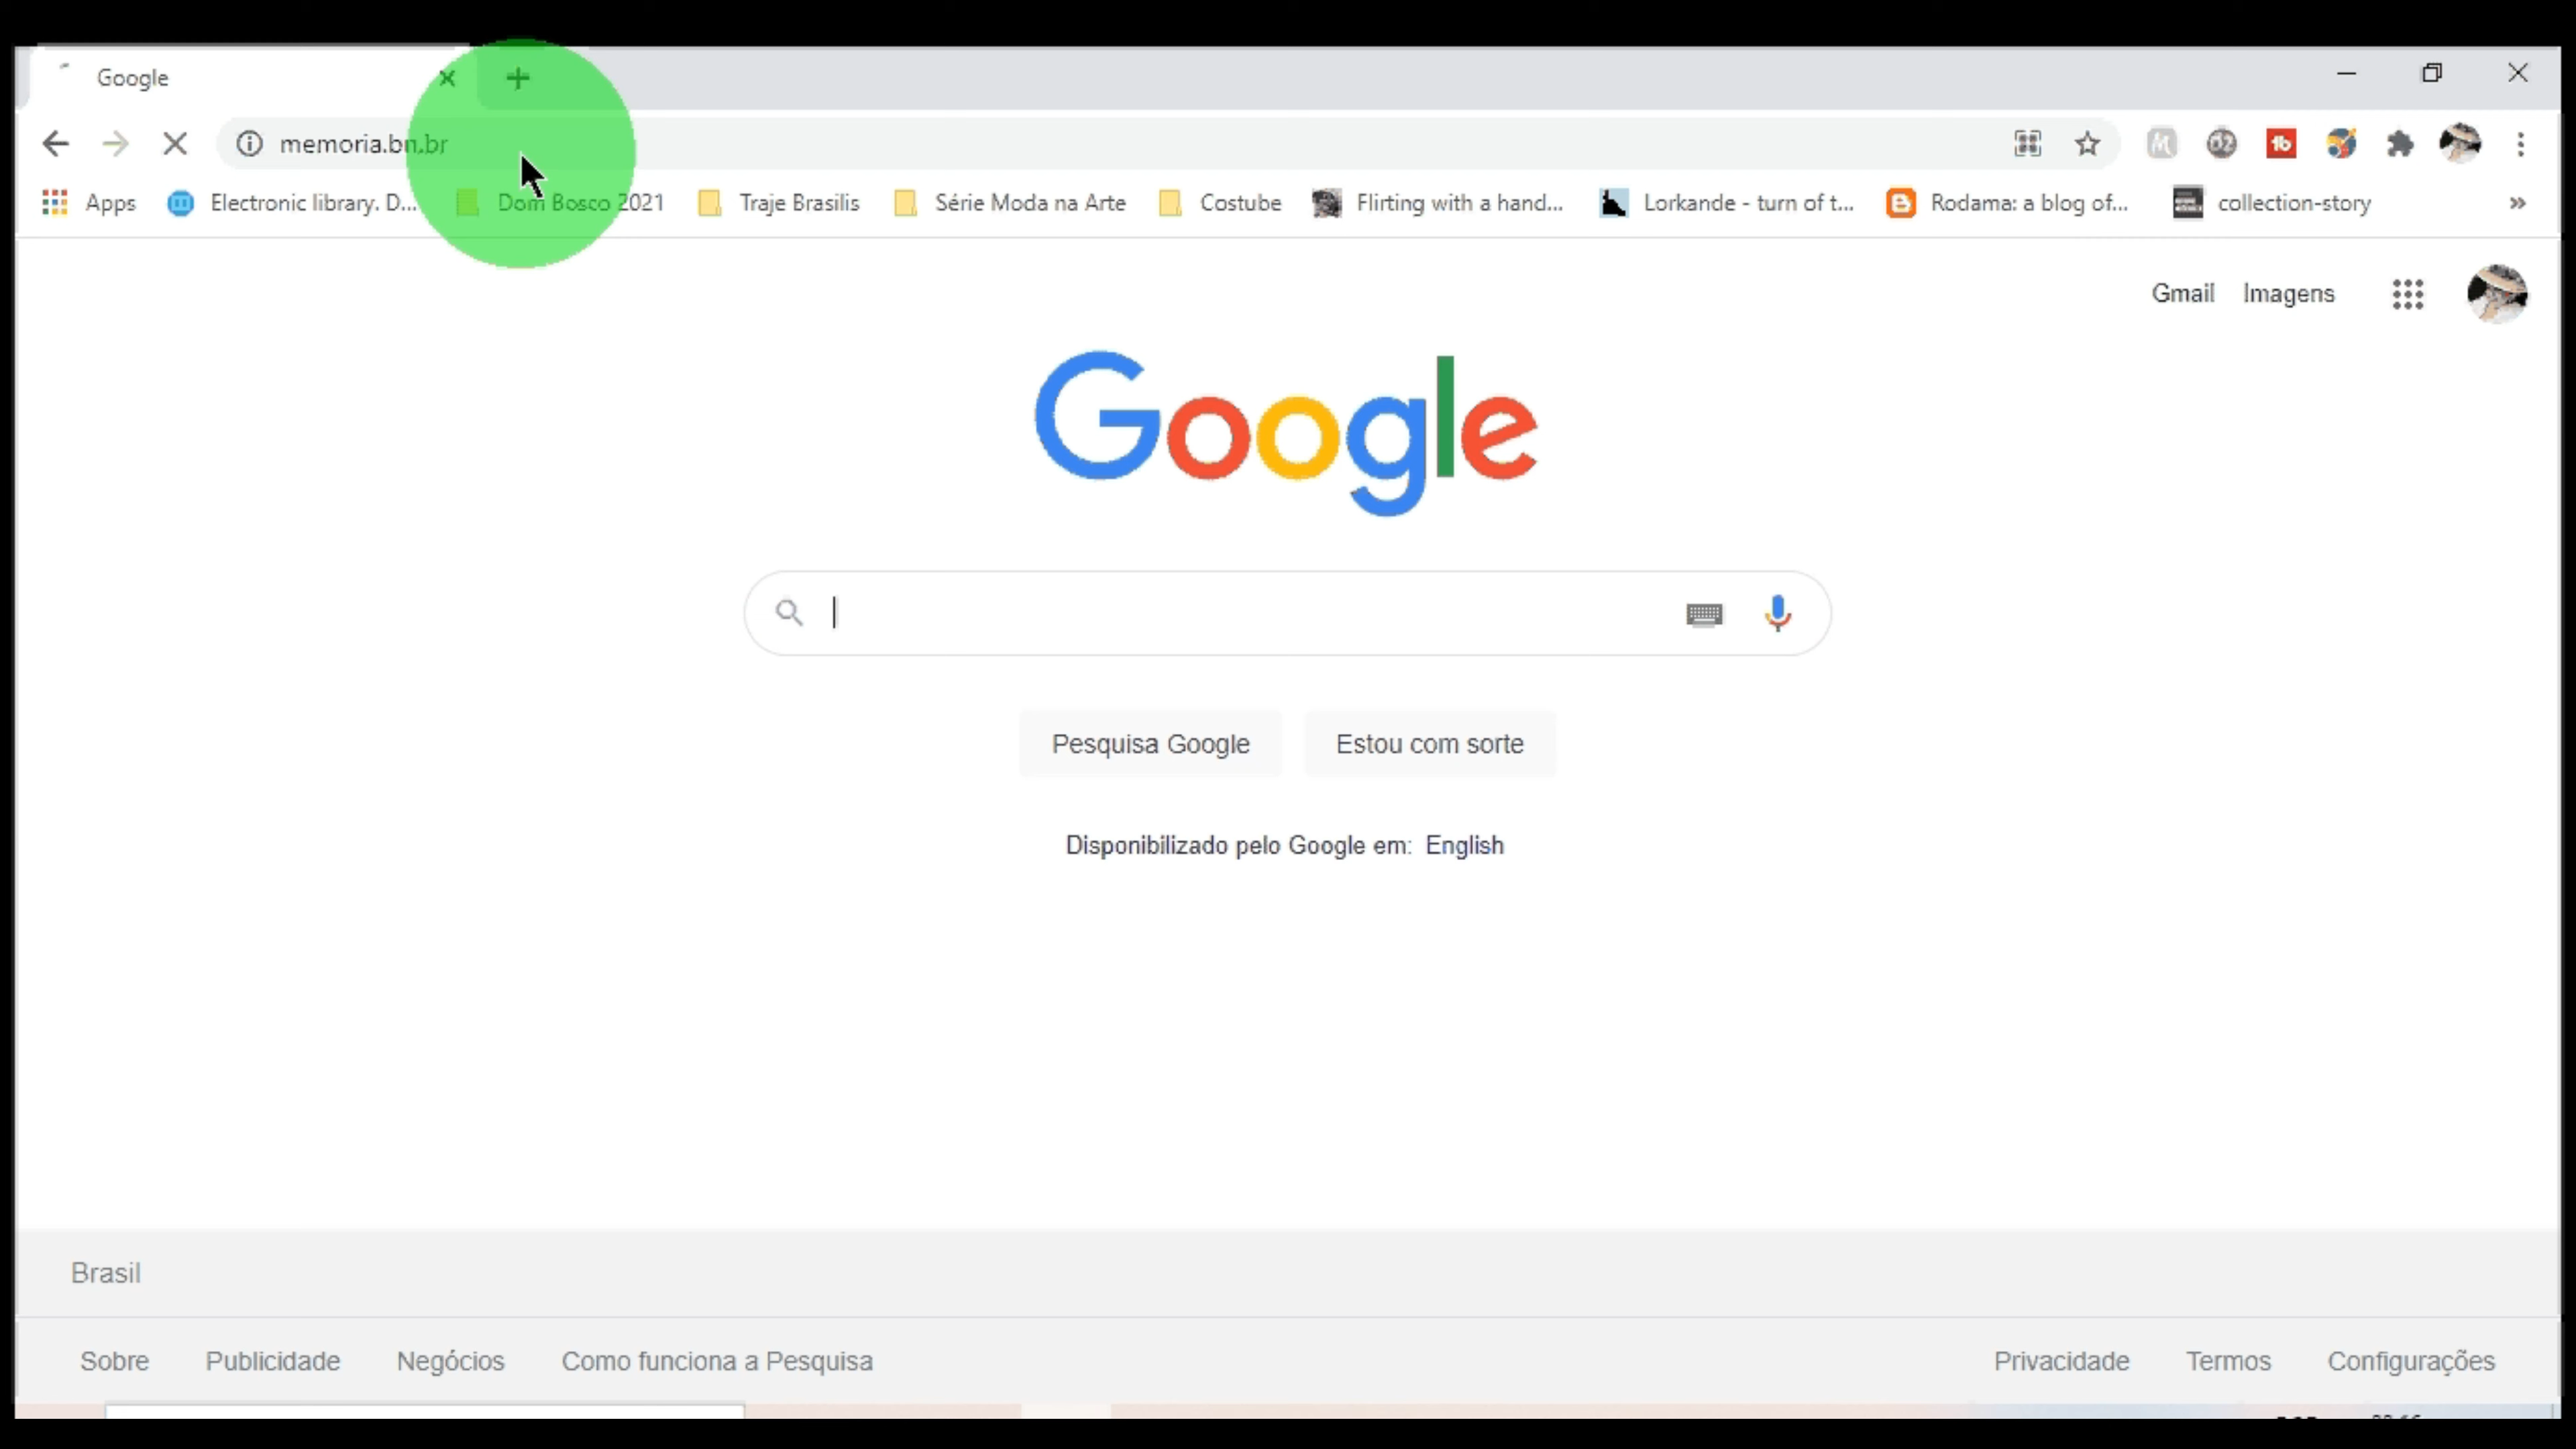 Google
memoria.bn.br
Apps
Electronic library. D...
Dom Bosco 2021
Traje Brasilis
Série Moda na Arte
Costube
Flirting with a hand...
Lorkande - turn of t...
Rodama: a blog of...
collection-story
»
Gmail
Imagens
Google
Pesquisa Google
Estou com sorte
Disponibilizado pelo Google em: English
Brasil
Sobre
Publicidade
Negócios
Como funciona a Pesquisa
Privacidade
Termos
Configurações